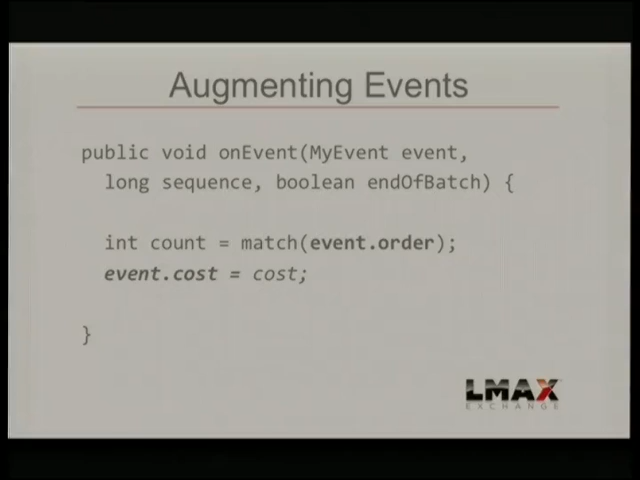 Augmenting Events
public void onEvent(MyEvent event,
long sequence, boolean endOfBatch) {
int count = match(event.order);
event.cost = cost;
}
LMAX
EXCHANGE